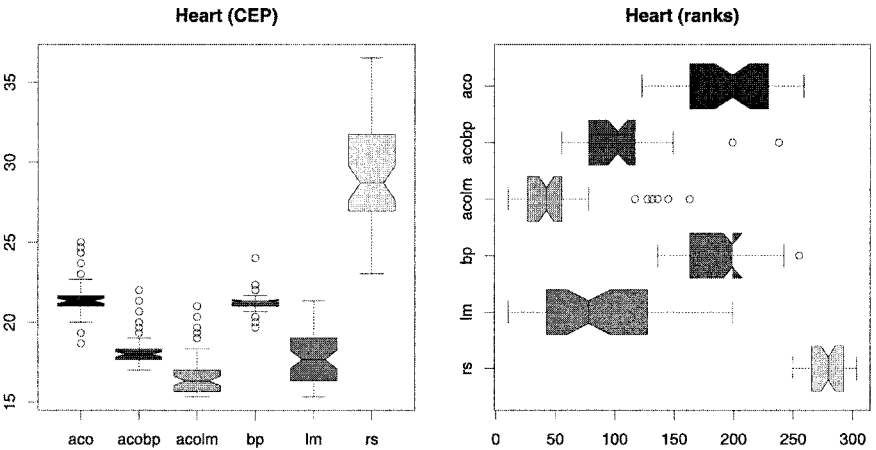 Heart (CEP)
35
30
25
20
15
aco acobp acolm bp lm rs
Heart (ranks)
aco
acobp
acolm
bp
lm
rs
0 50 100 150 200 250 300